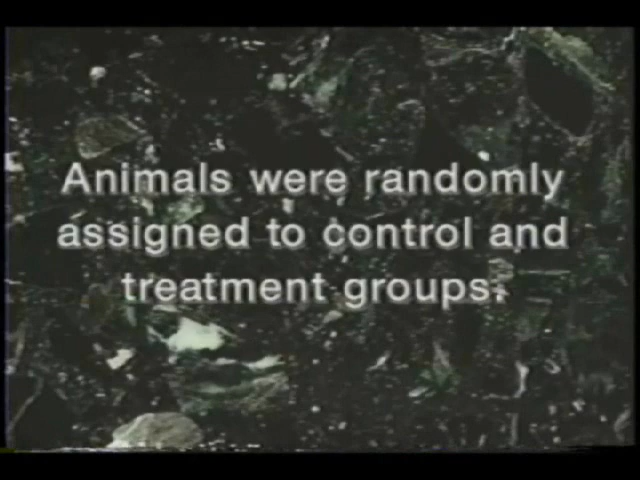 Animals were randomly
assigned to control and
treatment groups.